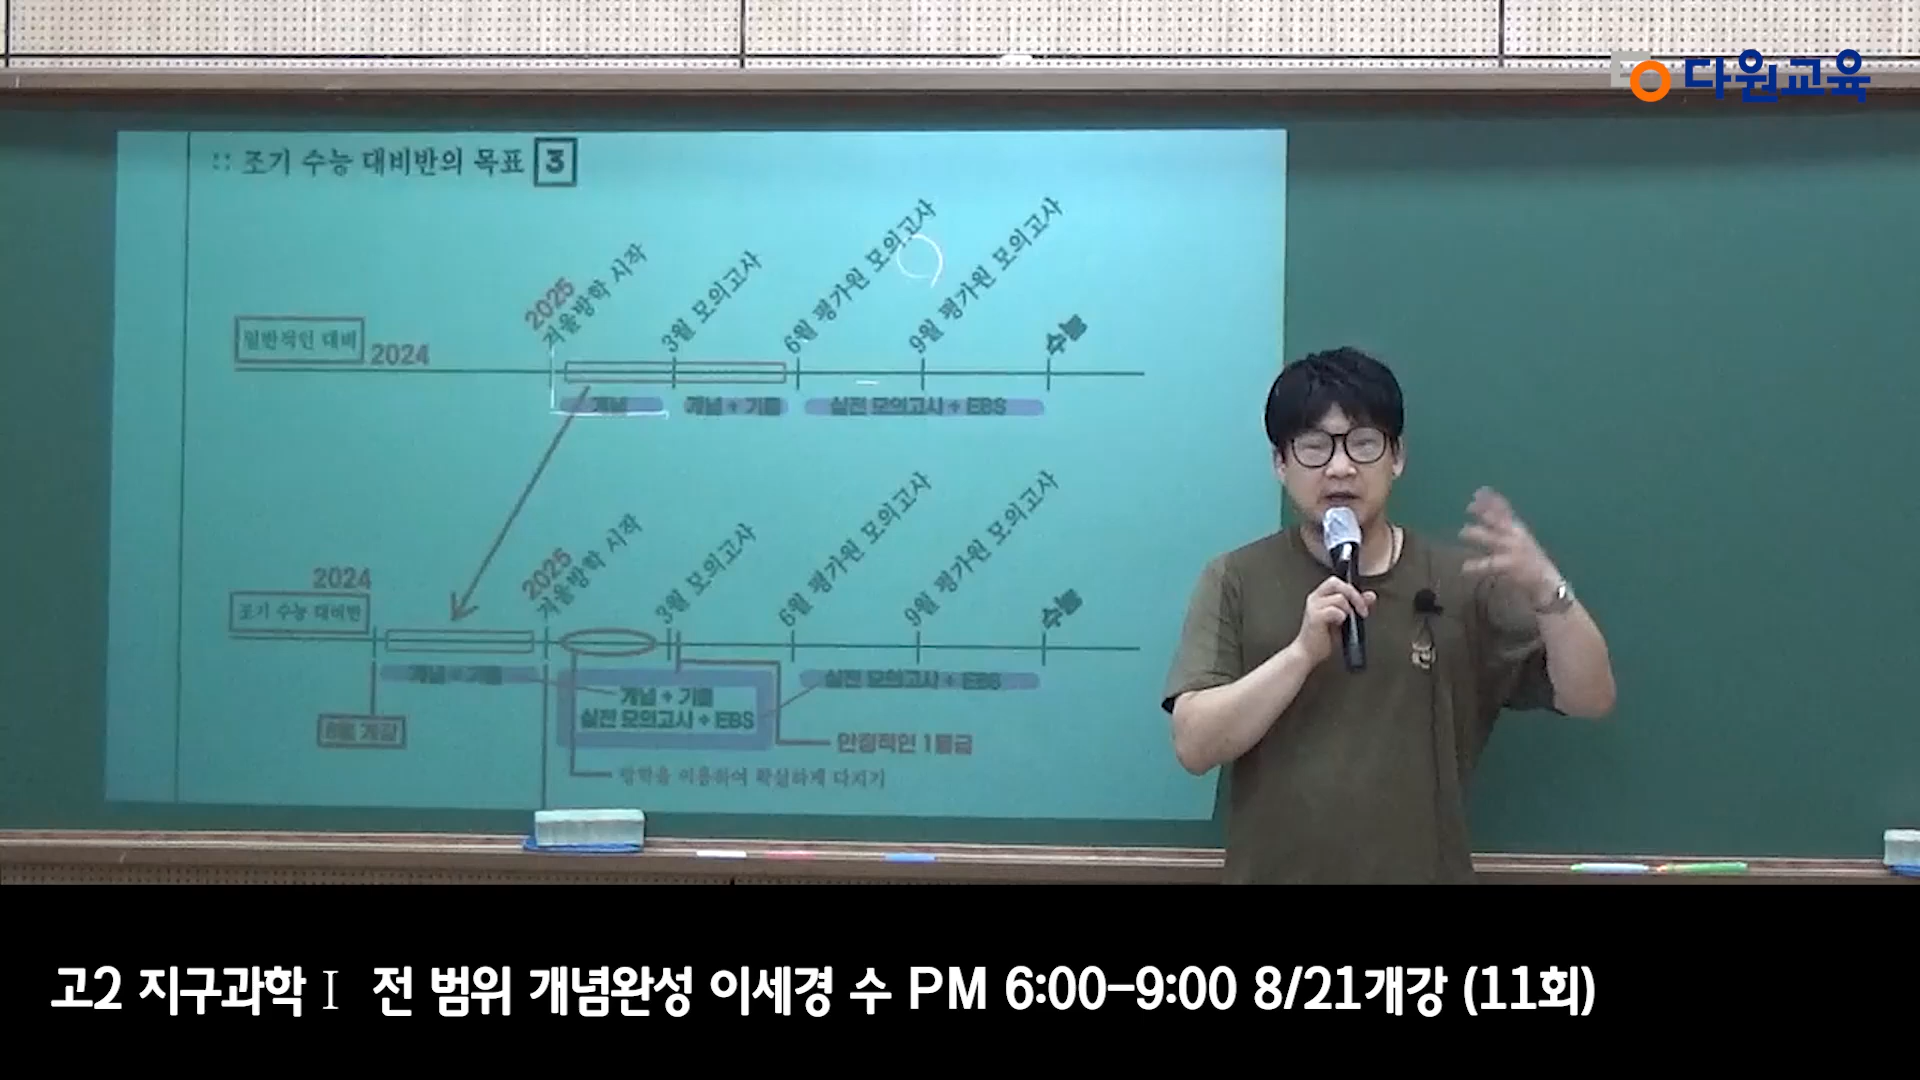 다원교육
:: 조기 수능 대비반의 목표 3
일반적인 대비
2024
2025
겨울방학 시작
3월 모의고사
6월 평가원 모의고사
9월 평가원 모의고사
수능
개념
개념 + 기출
실전 모의고사 + EBS
2024
조기 수능 대비반
2025
겨울방학 시작
3월 모의고사
6월 평가원 모의고사
9월 평가원 모의고사
수능
개념 + 기출
개념 + 기출
실전 모의고사 + EBS
실전 모의고사 + EBS
8월 개강
안정적인 1등급
방학을 이용하여 확실하게 다지기
고2 지구과학Ⅰ 전 범위 개념완성 이세경 수 PM 6:00-9:00 8/21개강 (11회)